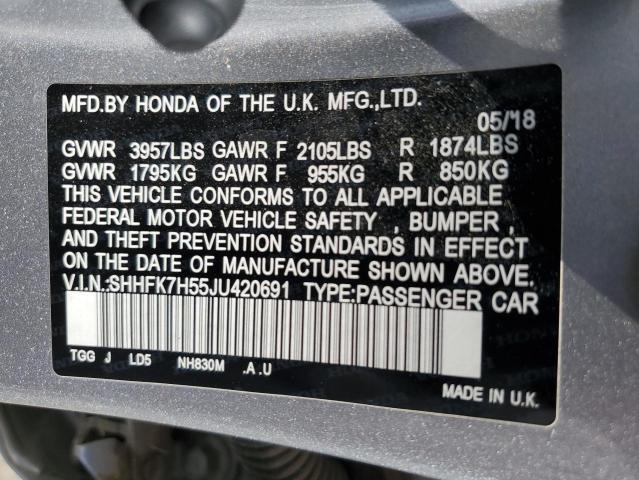 MFD.BY HONDA OF THE U.K. MFG.,LTD.
05/18
GVWR 3957LBS GAWR F 2105LBS R 1874LBS
GVWR 1795KG GAWR F 955KG R 850KG
THIS VEHICLE CONFORMS TO ALL APPLICABLE
FEDERAL MOTOR VEHICLE SAFETY , BUMPER ,
AND THEFT PREVENTION STANDARDS IN EFFECT
ON THE DATE OF MANUFACTURE SHOWN ABOVE.
V.I.N.:SHHFK7H55JU420691 TYPE:PASSENGER CAR
TGG J LD5 NH830M .A .U
MADE IN U.K.